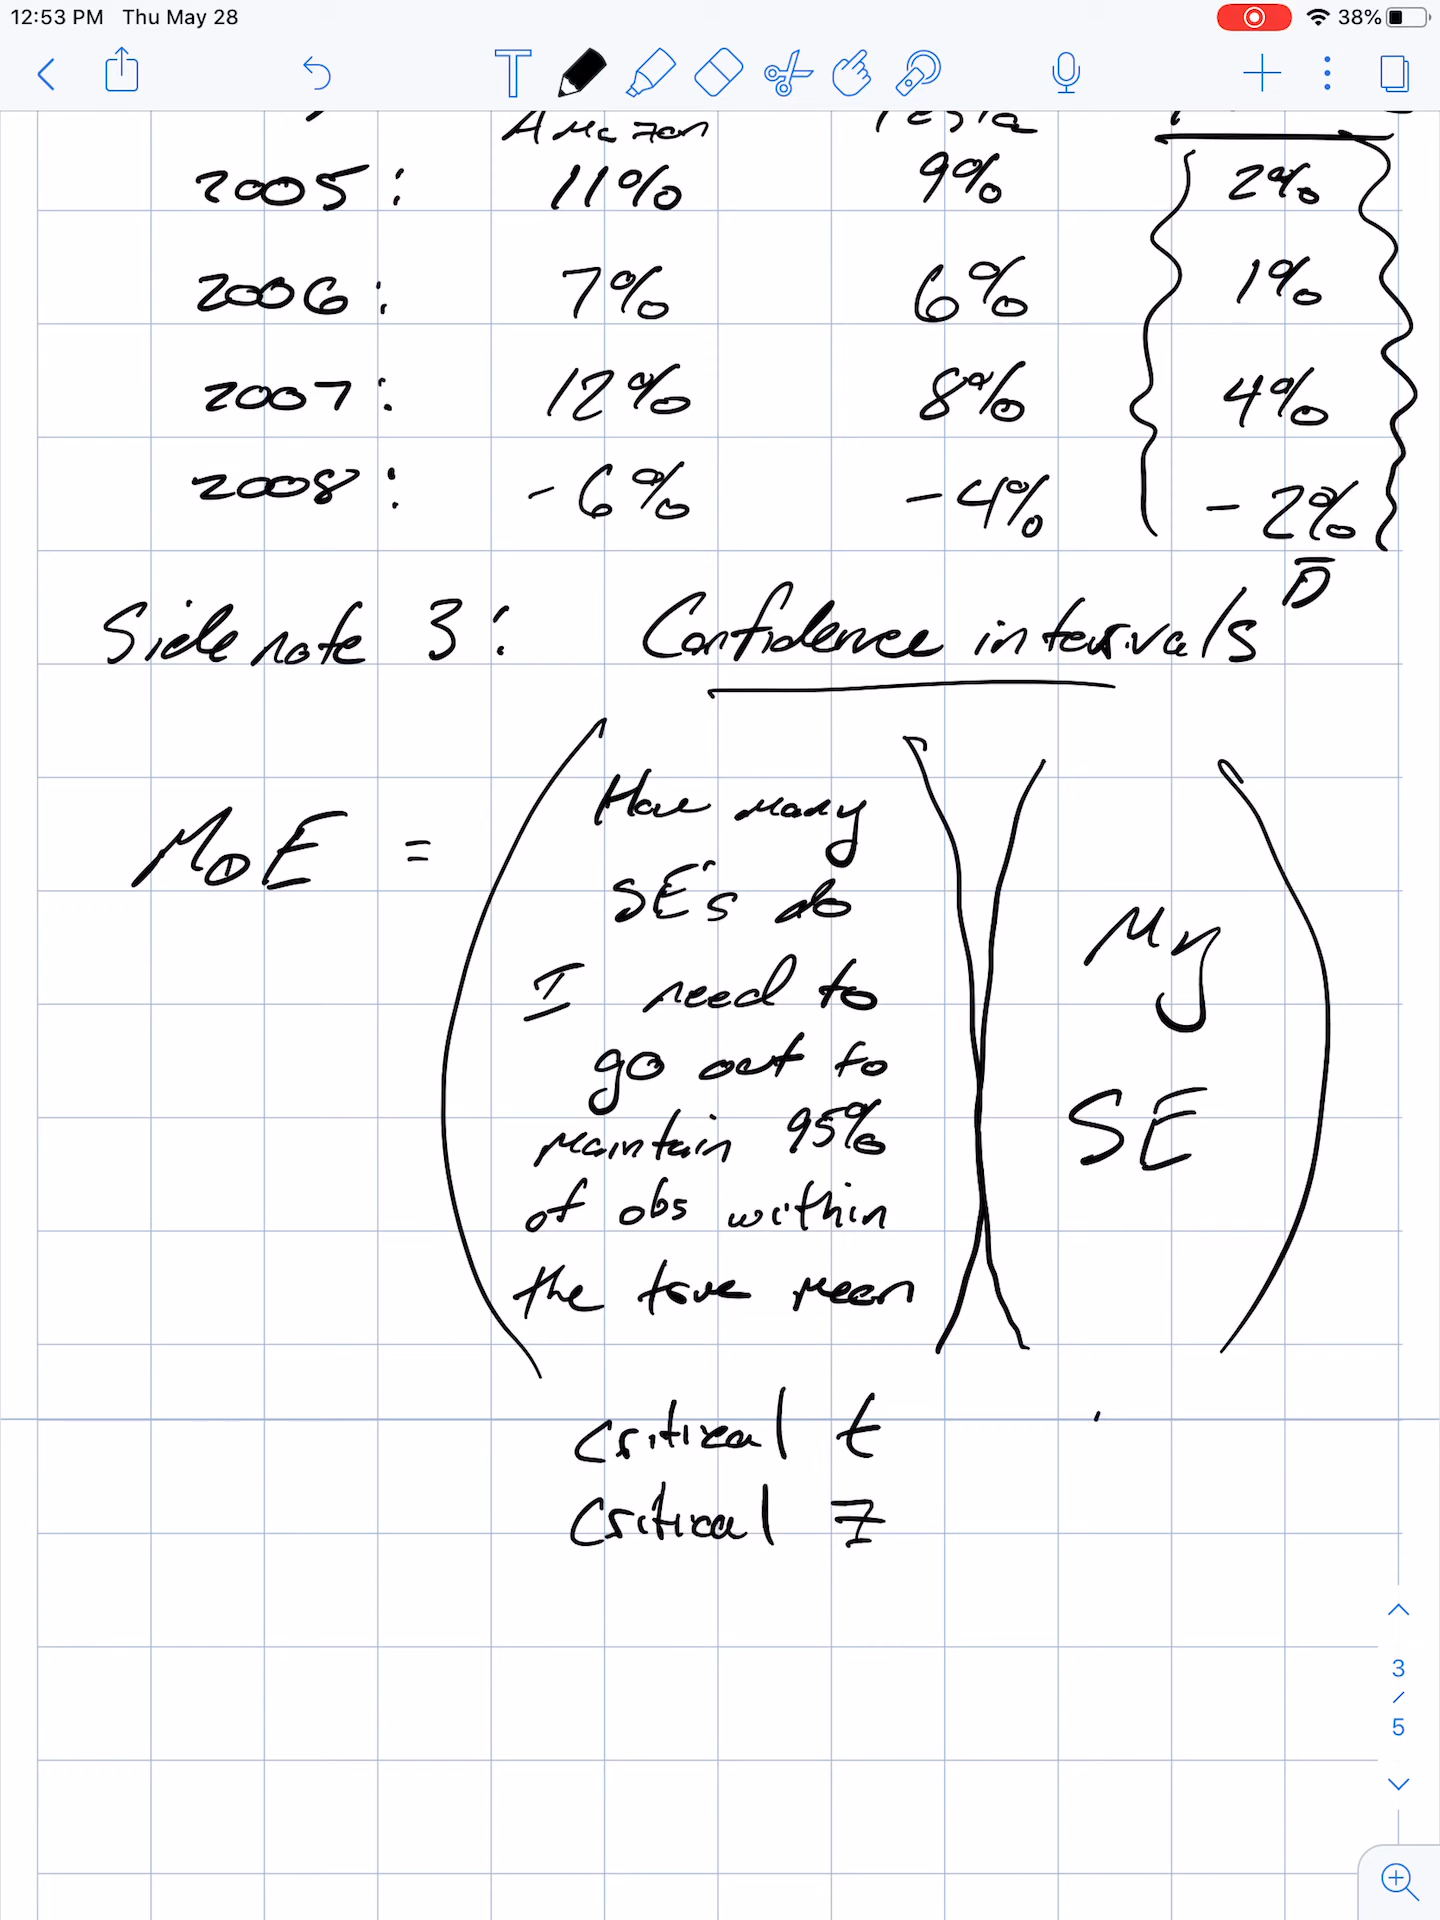 12:53 PM Thu May 28 38%
T
Amazon Tesla
2005: 11% 9% 2%
2006: 7% 6% 1%
2007: 12% 8% 4%
2008: -6% -4% -2%
D̅
Side note 3: Confidence intervals
MoE = (How many
SE's do
I need to
go out to
maintain 95%
of obs within
the true mean) (My
SE)
critical t
critical z
3
/
5